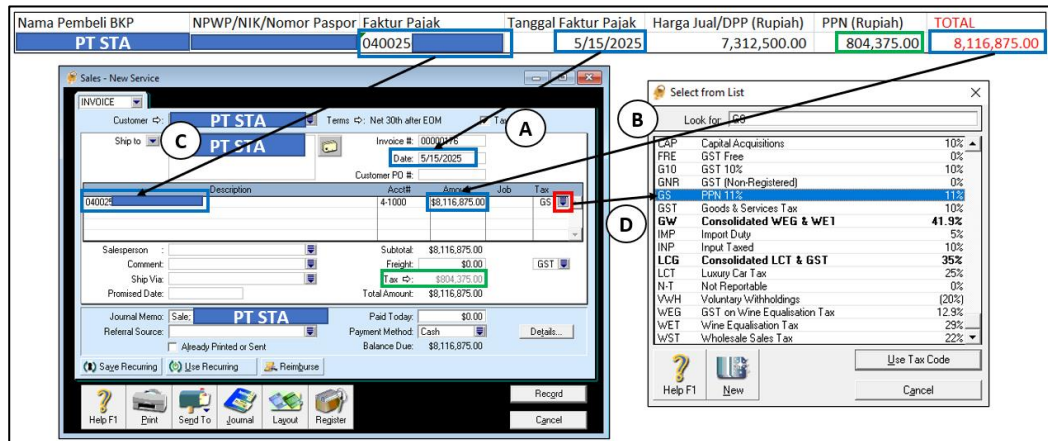 Nama Pembeli BKP NPWP/NIK/Nomor Paspor Faktur Pajak Tanggal Faktur Pajak Harga Jual/DPP (Rupiah) PPN (Rupiah) TOTAL
PT STA 040025 5/15/2025 7,312,500.00 804,375.00 8,116,875.00
Sales - New Service
INVOICE
Customer ⇨: PT STA Terms ⇨: Net 30th after EOM Tax
A
Ship to PT STA Invoice #: 00000176
C
Date: 5/15/2025
Customer PO #:
Description Acct# Amount Job Tax
040025 4-1000 $8,116,875.00 GS
Salesperson : Subtotal: $8,116,875.00
Comment: Freight: $0.00 GST
Ship Via: Tax ⇨: $804,375.00
Promised Date: Total Amount: $8,116,875.00
Journal Memo: Sale; PT STA Paid Today: $0.00
Referral Source: Payment Method: Cash Details...
Already Printed or Sent Balance Due: $8,116,875.00
Save Recurring Use Recurring Reimburse
Record
Help F1 Print Send To Journal Layout Register Cancel
Select from List
B
Look for: GS
CAP Capital Acquisitions 10%
FRE GST Free 0%
G10 GST 10% 10%
GNR GST (Non-Registered) 0%
GS PPN 11% 11%
GST Goods & Services Tax 10%
D
GW Consolidated WEG & WET 41.9%
IMP Import Duty 5%
INP Input Taxed 10%
LCG Consolidated LCT & GST 35%
LCT Luxury Car Tax 25%
N-T Not Reportable 0%
VWH Voluntary Withholdings (20%)
WEG GST on Wine Equalisation Tax 12.9%
WET Wine Equalisation Tax 29%
WST Wholesale Sales Tax 22%
Use Tax Code
Help F1 New Cancel